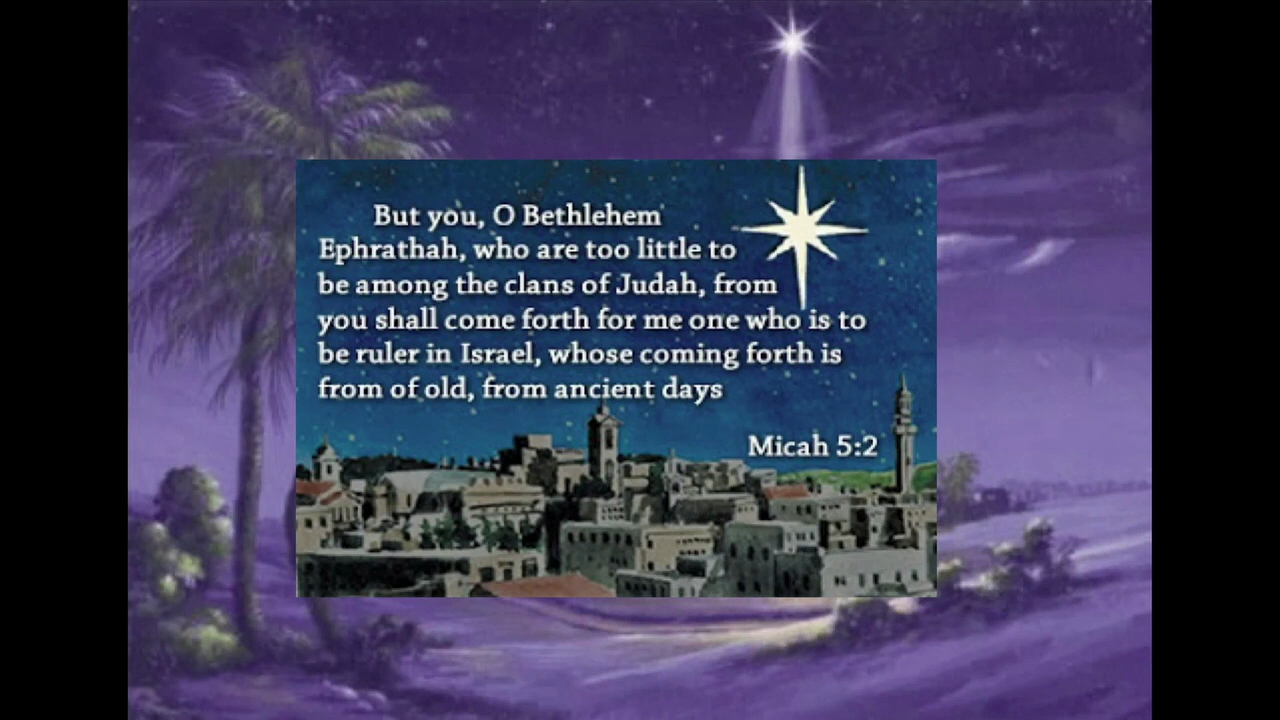 But you, O Bethlehem
Ephrathah, who are too little to
be among the clans of Judah, from
you shall come forth for me one who is to
be ruler in Israel, whose coming forth is
from of old, from ancient days
Micah 5:2